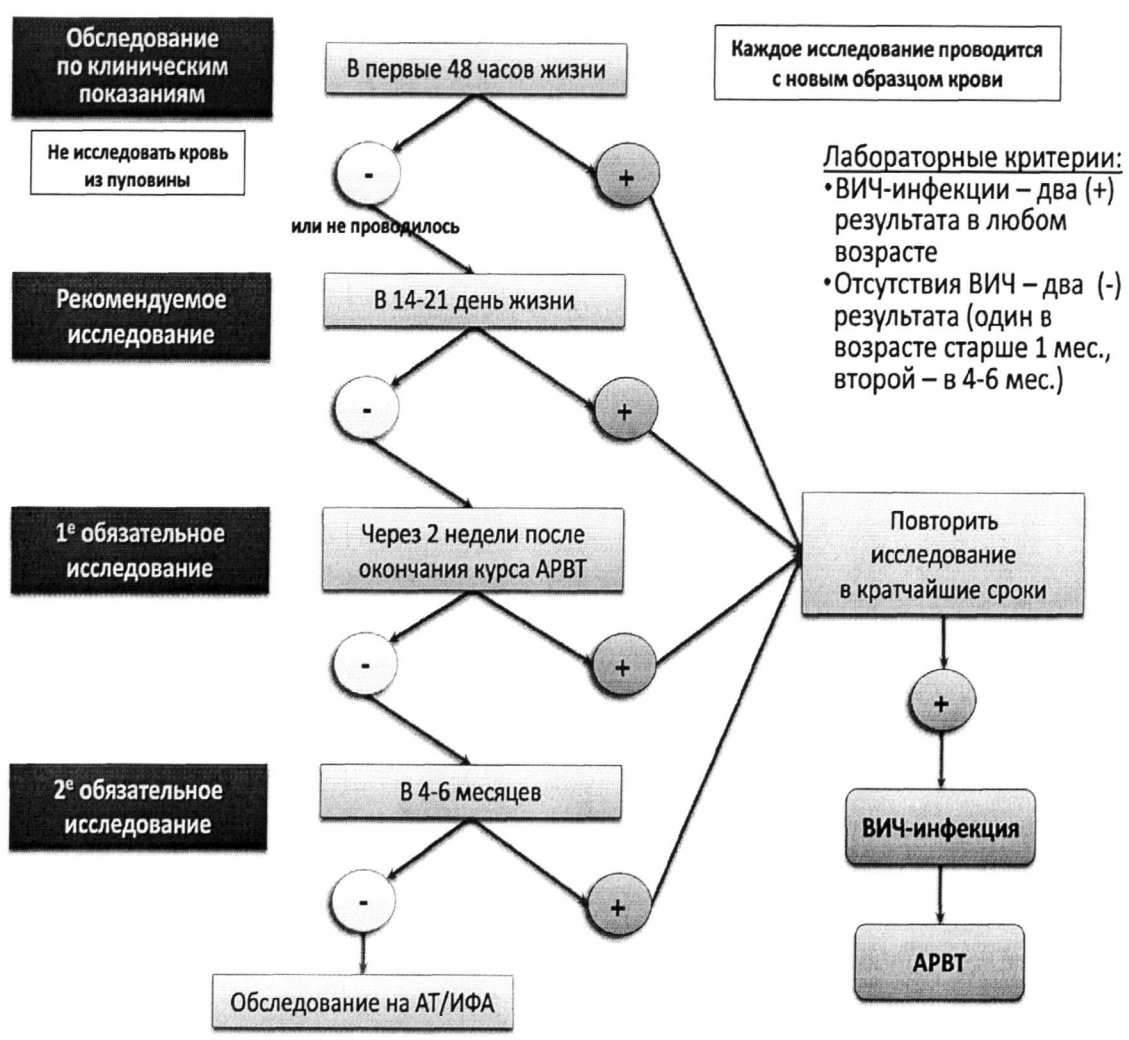 Обследование
по клиническим
показаниям
В первые 48 часов жизни
Каждое исследование проводится
с новым образцом крови
Не исследовать кровь
из пуповины
-
+
или не проводилось
Лабораторные критерии:
•ВИЧ-инфекции – два (+)
результата в любом
возрасте
•Отсутствия ВИЧ – два (-)
результата (один в
возрасте старше 1 мес.,
второй – в 4-6 мес.)
Рекомендуемое
исследование
В 14-21 день жизни
-
+
1е обязательное
исследование
Через 2 недели после
окончания курса АРВТ
-
+
Повторить
исследование
в кратчайшие сроки
+
2е обязательное
исследование
В 4-6 месяцев
-
+
ВИЧ-инфекция
АРВТ
Обследование на АТ/ИФА